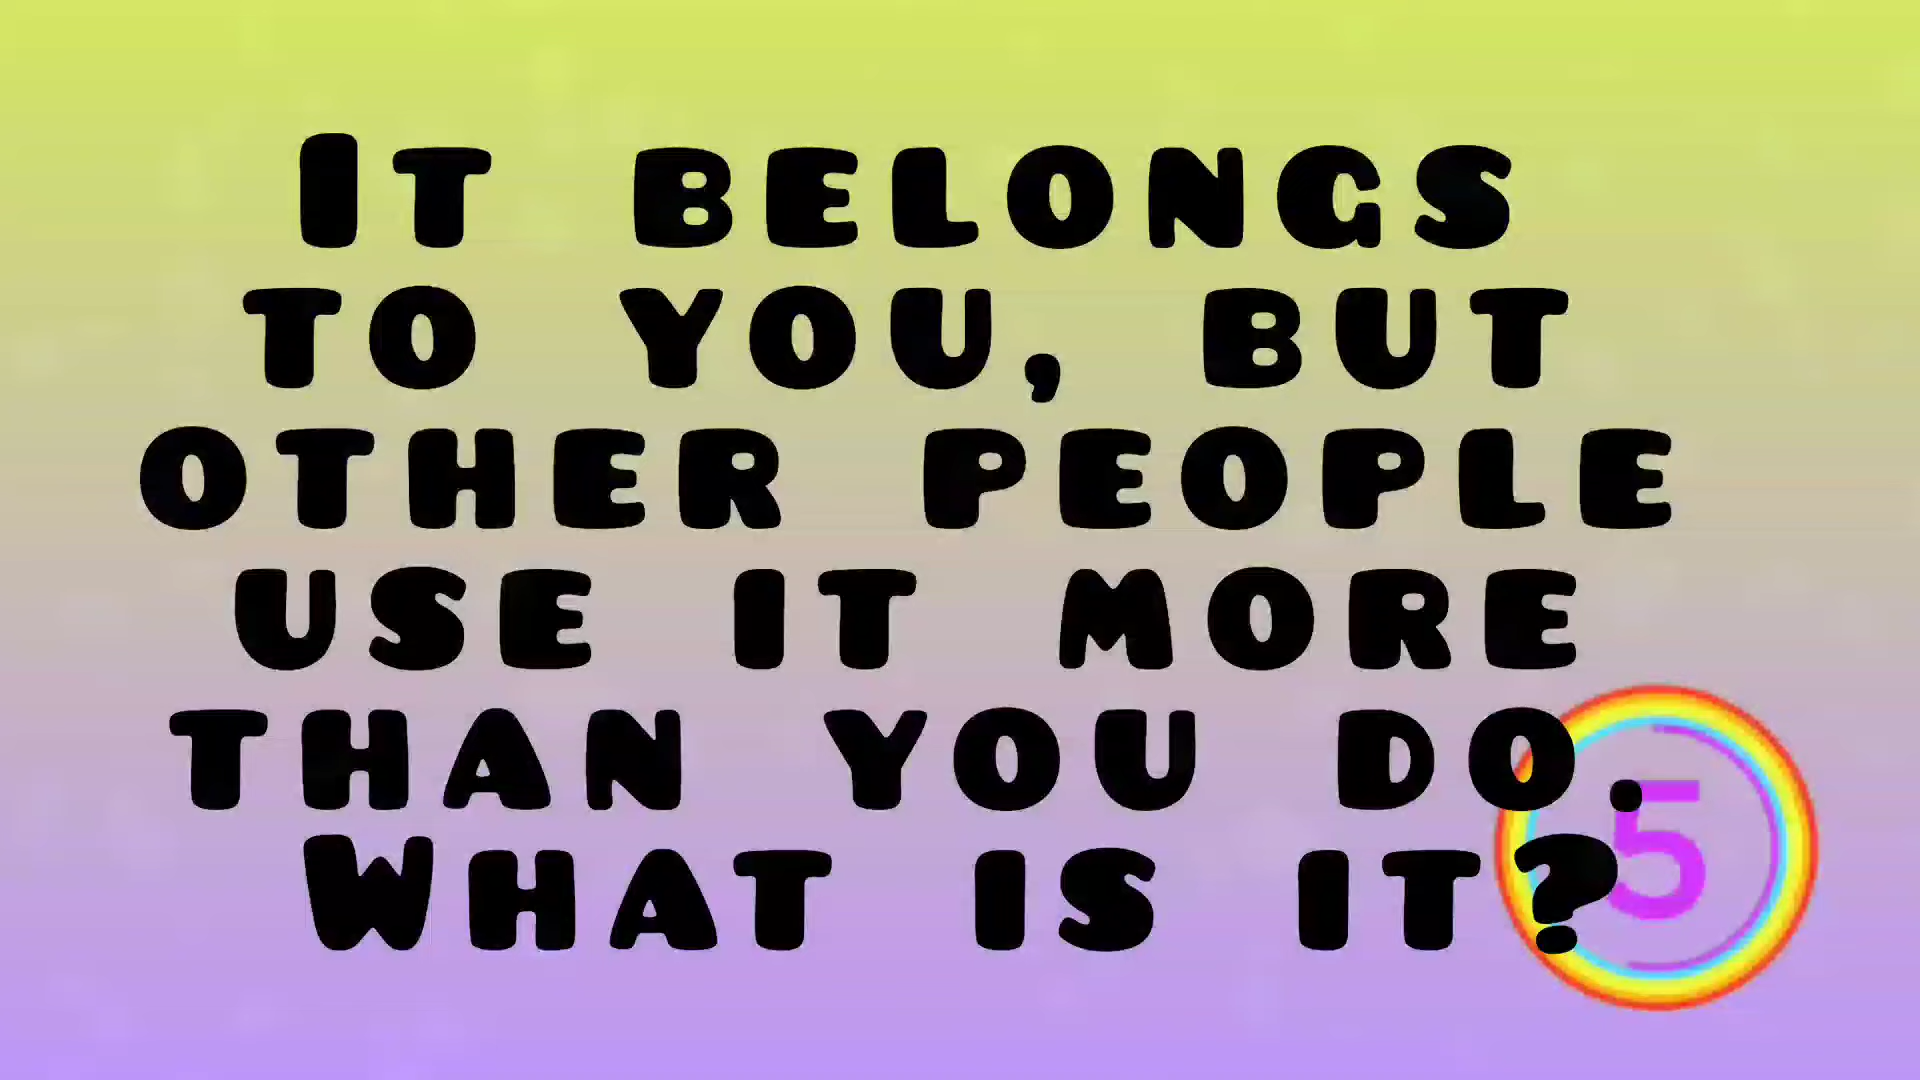 It belongs
to you, but
other people
use it more
than you do.
What is it?
5